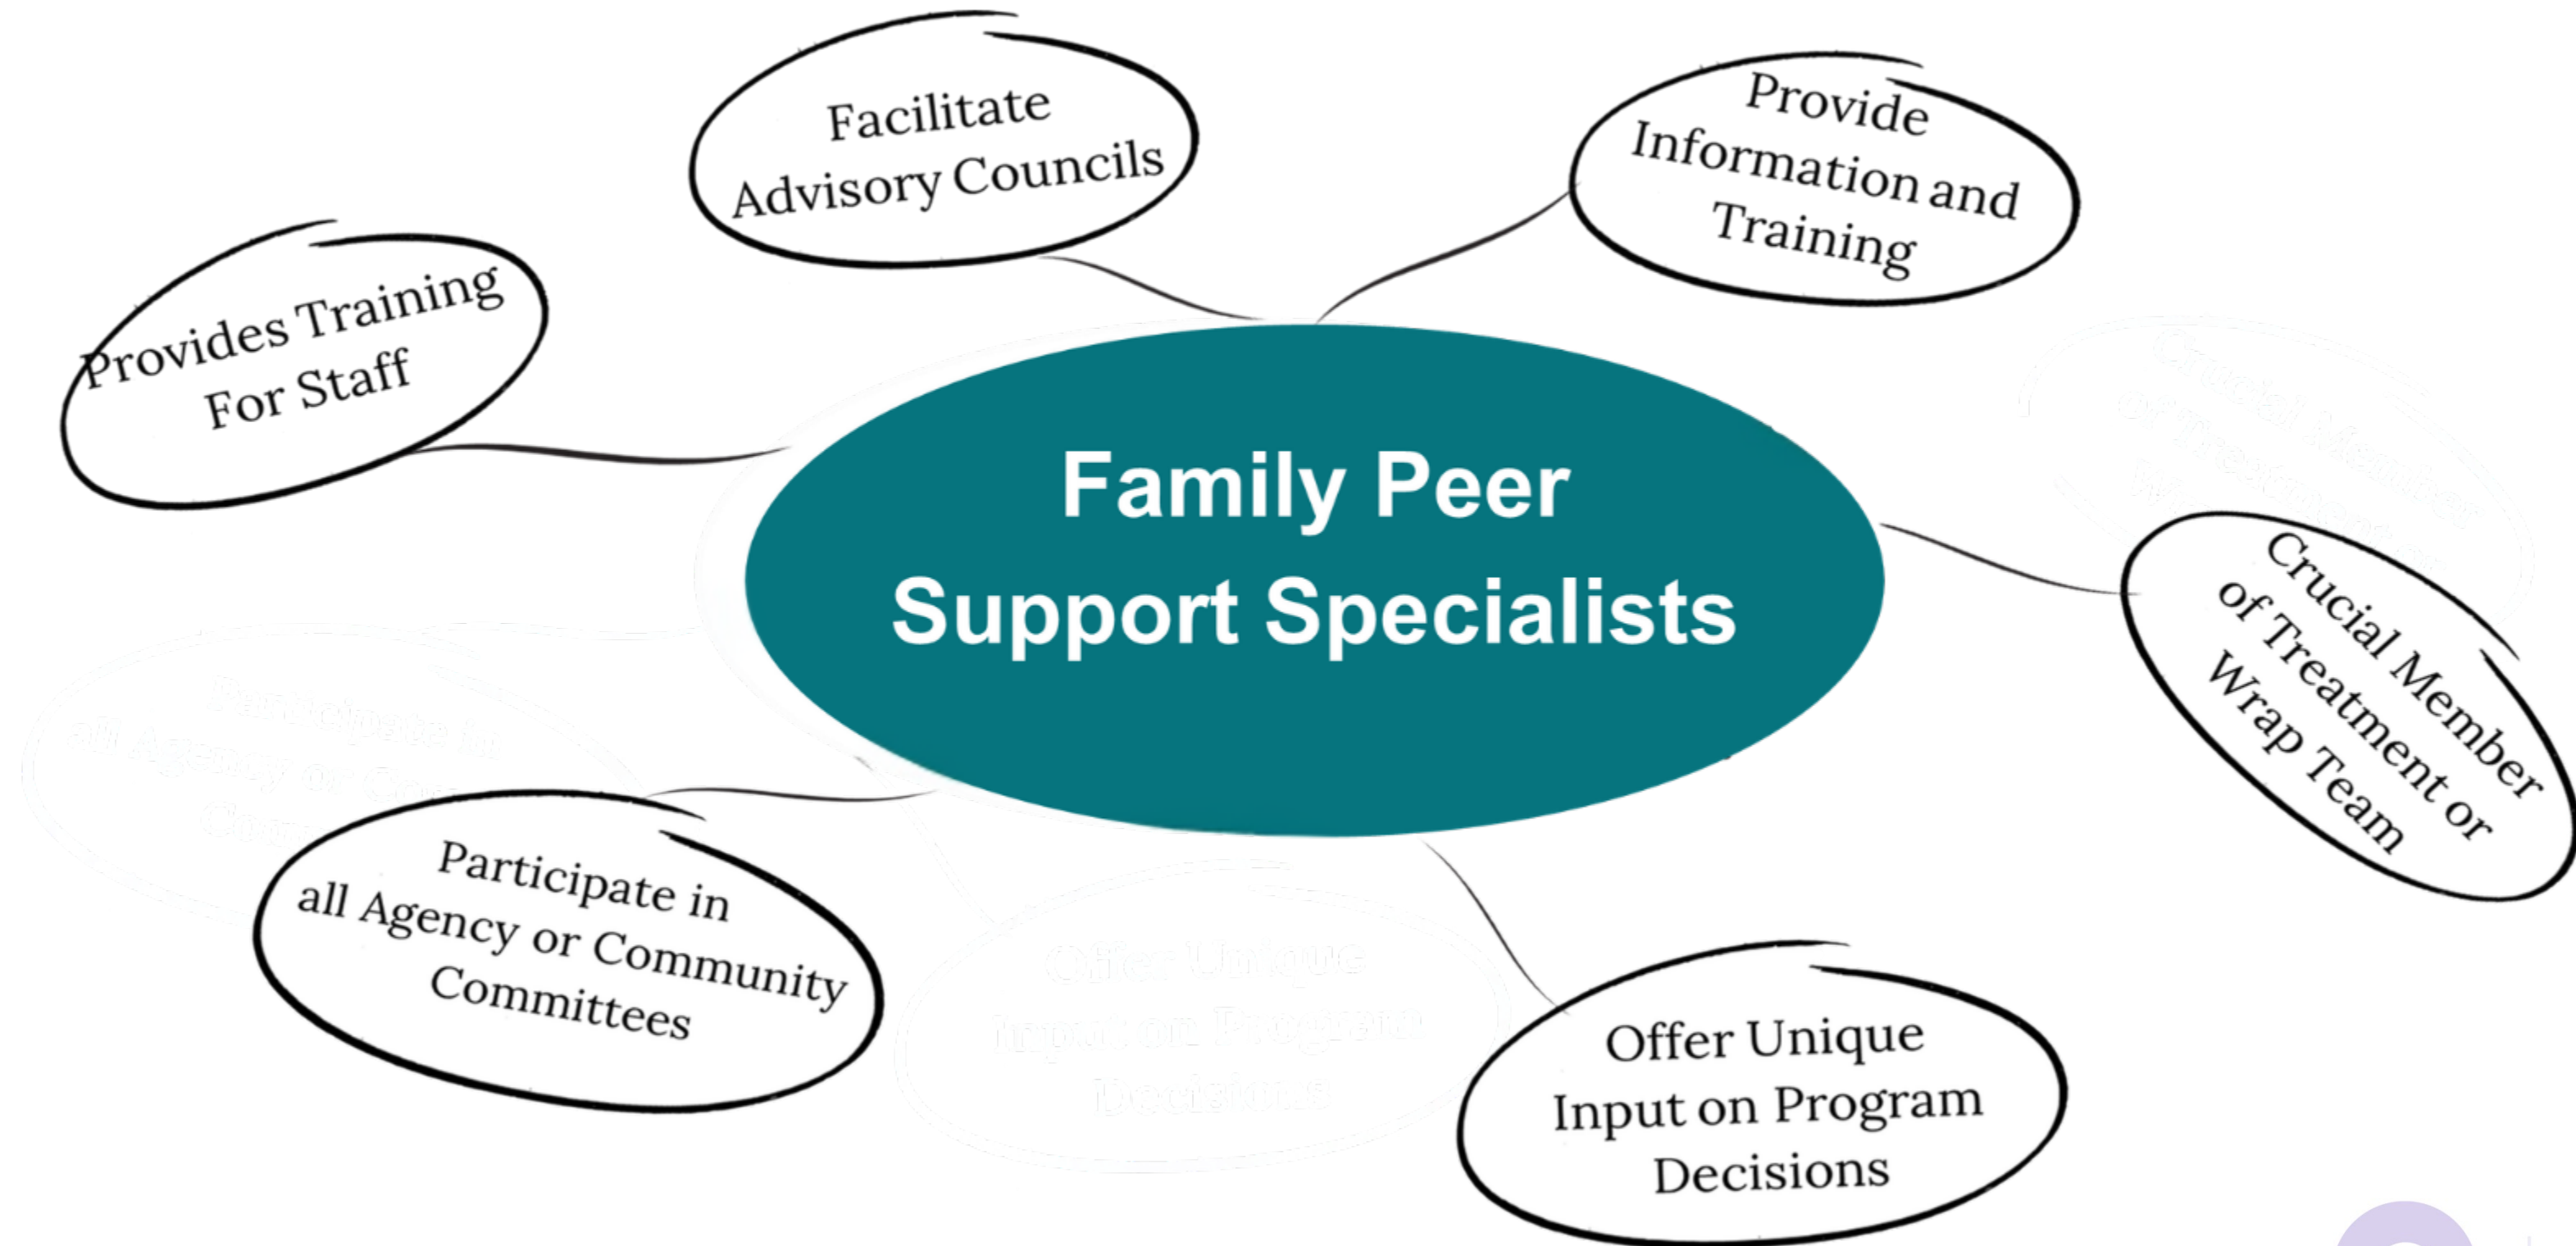 Facilitate
Advisory Councils
Provide
Information and
Training
Provides Training
For Staff
Family Peer
Support Specialists
Crucial Member
of Treatment or
Wrap Team
Participate in
all Agency or Community
Committees
Offer Unique
Input on Program
Decisions